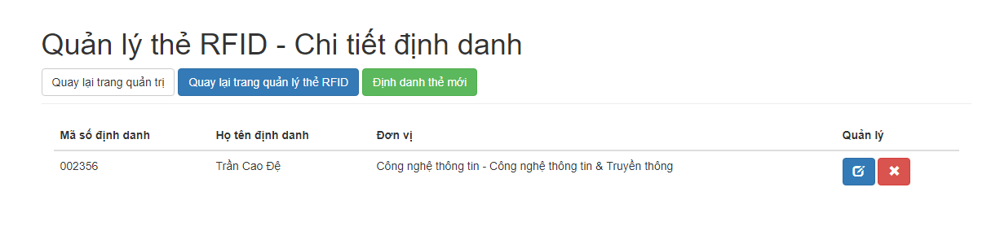 Quản lý thẻ RFID - Chi tiết định danh
Quay lại trang quản trị Quay lại trang quản lý thẻ RFID Định danh thẻ mới
Mã số định danh Họ tên định danh Đơn vị Quản lý
002356 Trần Cao Đệ Công nghệ thông tin - Công nghệ thông tin & Truyền thông